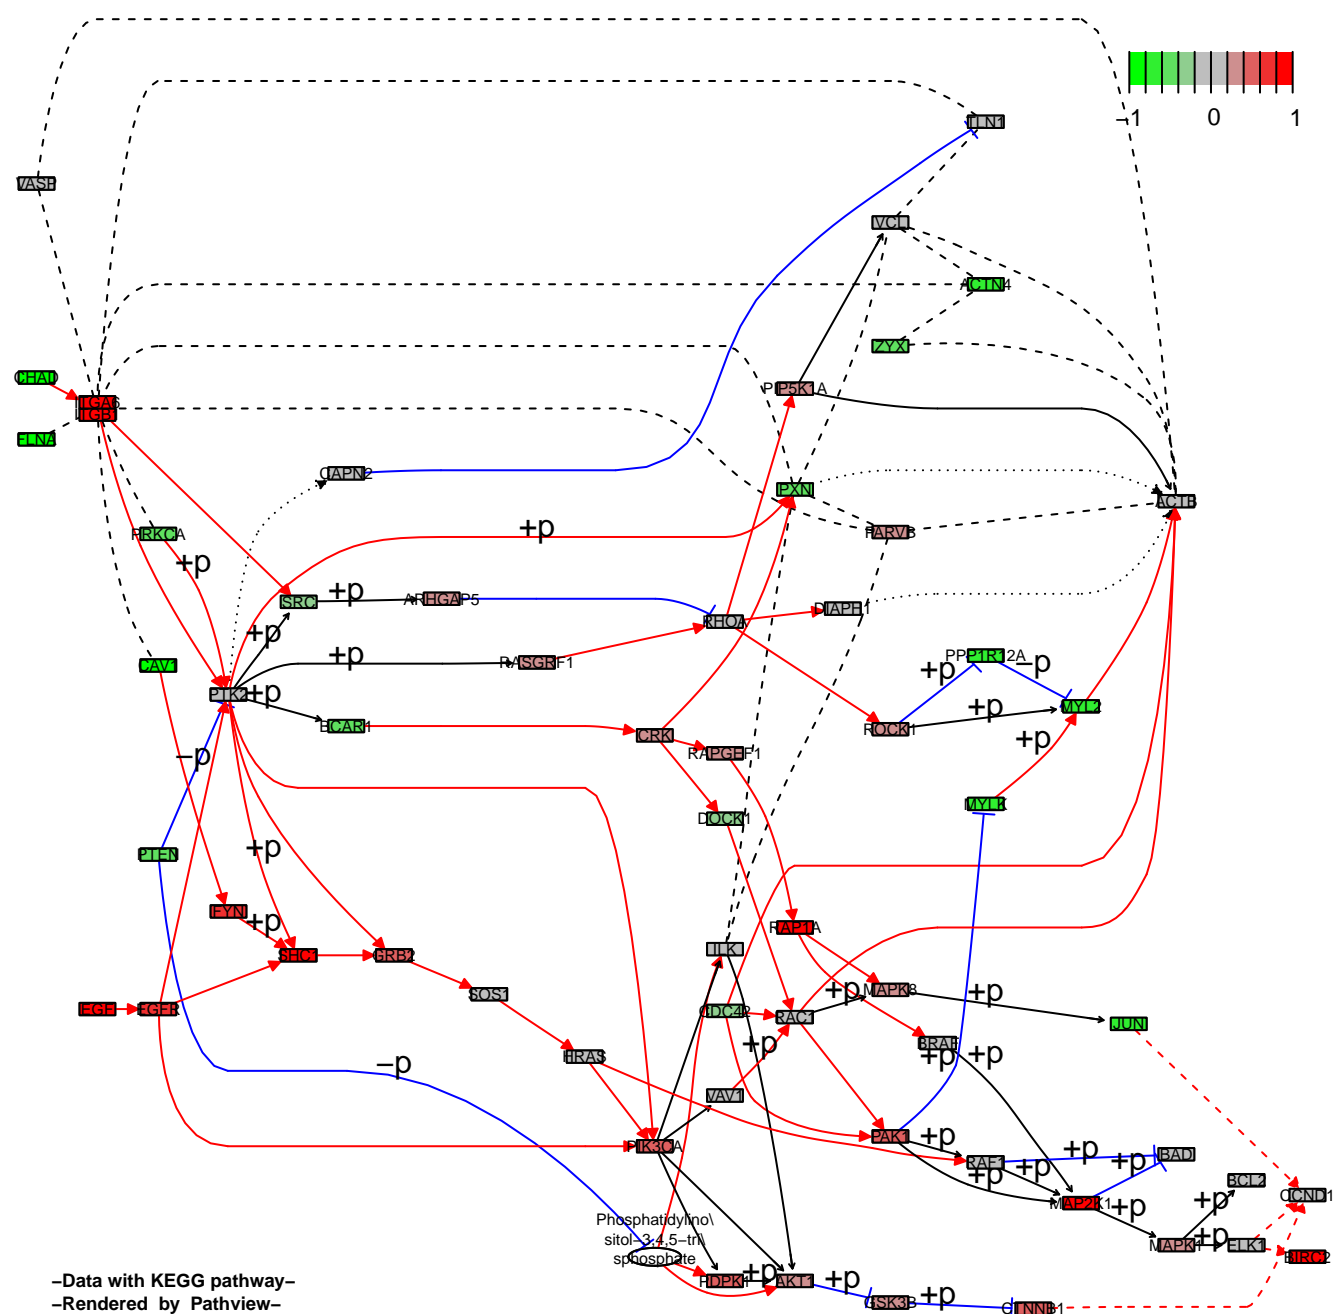 −1
0
1
TLN1
VASP
VCL
ACTN4
ZYX
CHAD
PIP5K1A
ITGA6
ITGB1
FLNA
CAPN2
PXN
ACTB
+p
PRKCA
PARVB
+p
+p
SRC
ARHGAP5
DIAPH1
RHOA
+p
+p
PPP1R12A
CAV1
RASGRF1
+p
−p
PTK2
+p
MYL2
+p
BCAR1
ROCK1
CRK
+p
−p
RAPGEF1
MYLK
DOCK1
+p
PTEN
FYN
+p
RAP1A
SHC1
GRB2
ILK
SOS1
+p
MAPK8
+p
EGF
EGFR
CDC42
RAC1
JUN
+p
BRAF
+p
+p
HRAS
−p
VAV1
PAK1
+p
PIK3CA
+p
BAD
RAF1
+p
+p
+p
BCL2
CCND1
MAP2K1
+p
+p
Phosphatidylino\
sitol−3,4,5−tri\
sphosphate
+p
MAPK1
ELK1
BIRC2
PDPK1
+p
AKT1
+p
GSK3B
+p
CTNNB1
−Data with KEGG pathway−
−Rendered by Pathview−